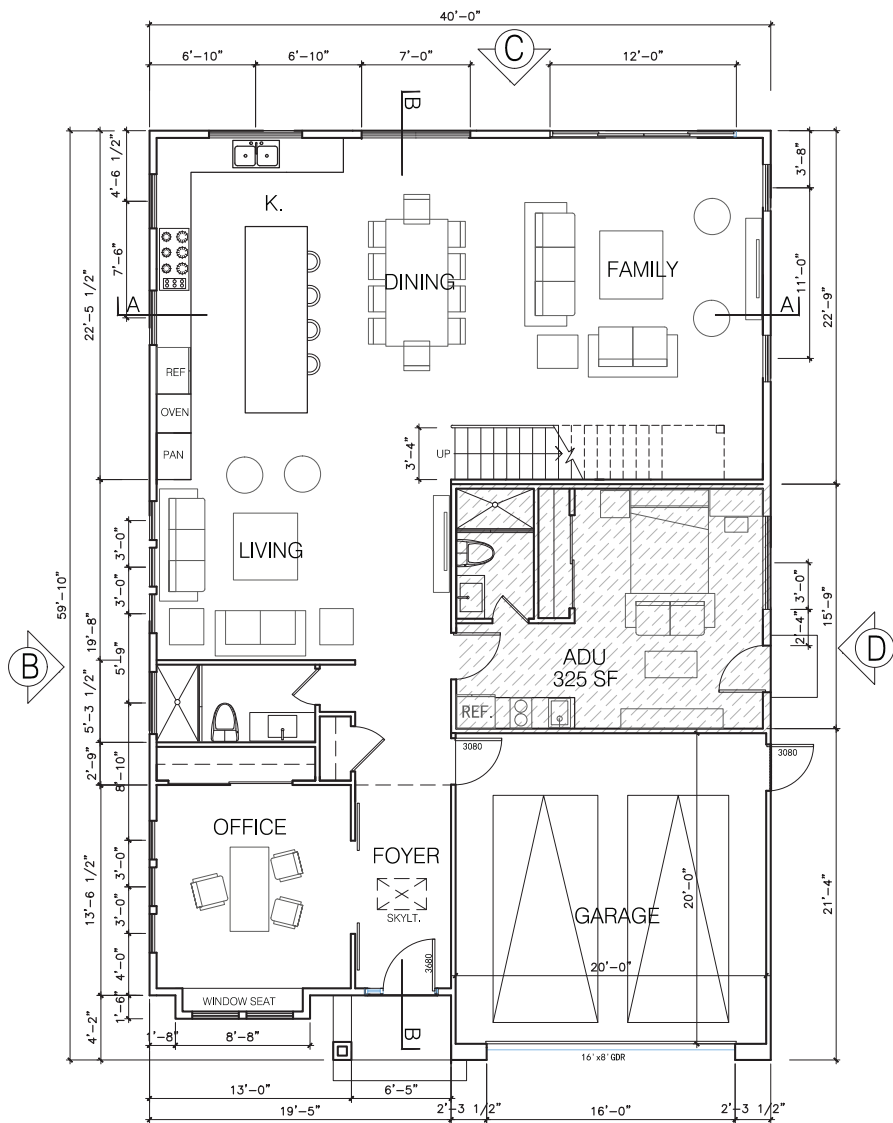 40'-0"
6'-10"
6'-10"
7'-0"
C
12'-0"
B
4'-6 1/2"
3'-8"
K.
7'-6"
DINING
FAMILY
11'-0"
22'-5 1/2"
22'-9"
A
A
REF
OVEN
PAN
3'-4"
UP
LIVING
3'-0"
3'-0"
59'-10"
19'-8"
5'-9"
3'-0"
2'-4"
15'-9"
B
D
ADU
325 SF
5'-3 1/2"
REF.
2'-9"
8'-10"
3080
3080
OFFICE
FOYER
SKYLT.
13'-6 1/2"
3'-0"
3'-0"
4'-0"
GARAGE
20'-0"
21'-4"
3680
20'-0"
WINDOW SEAT
1'-6"
4'-2"
1'-8"
8'-8"
B
16'x8' GDR
13'-0"
6'-5"
19'-5"
2'-3 1/2"
16'-0"
2'-3 1/2"